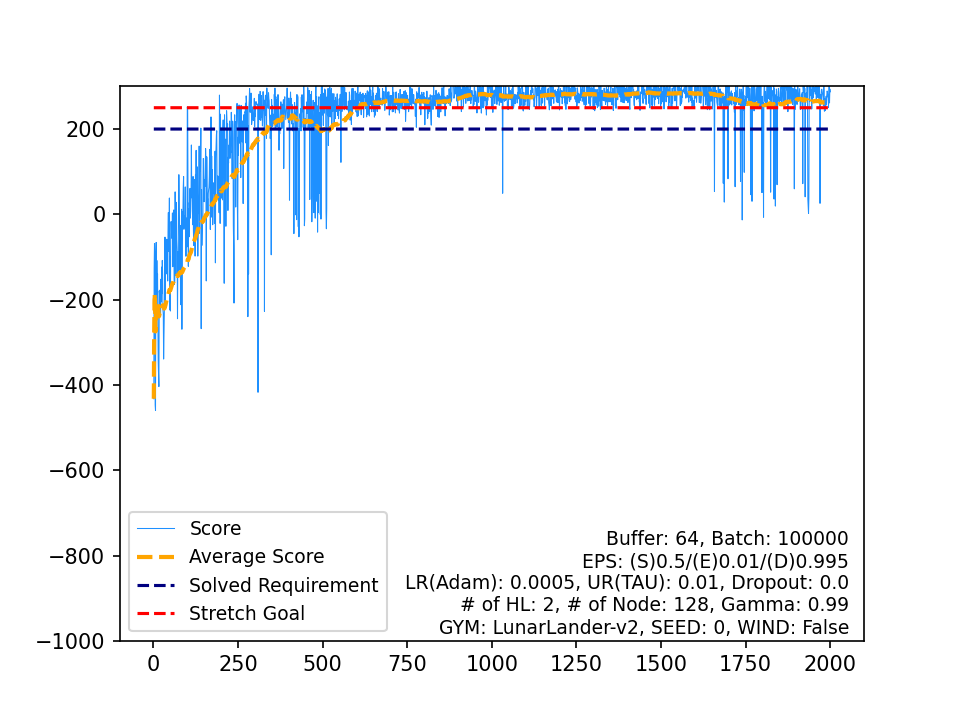 200
0
−200
−400
−600
−800
−1000
Score
Average Score
Solved Requirement
Stretch Goal
Buffer: 64, Batch: 100000
EPS: (S)0.5/(E)0.01/(D)0.995
LR(Adam): 0.0005, UR(TAU): 0.01, Dropout: 0.0
# of HL: 2, # of Node: 128, Gamma: 0.99
GYM: LunarLander-v2, SEED: 0, WIND: False
0 250 500 750 1000 1250 1500 1750 2000